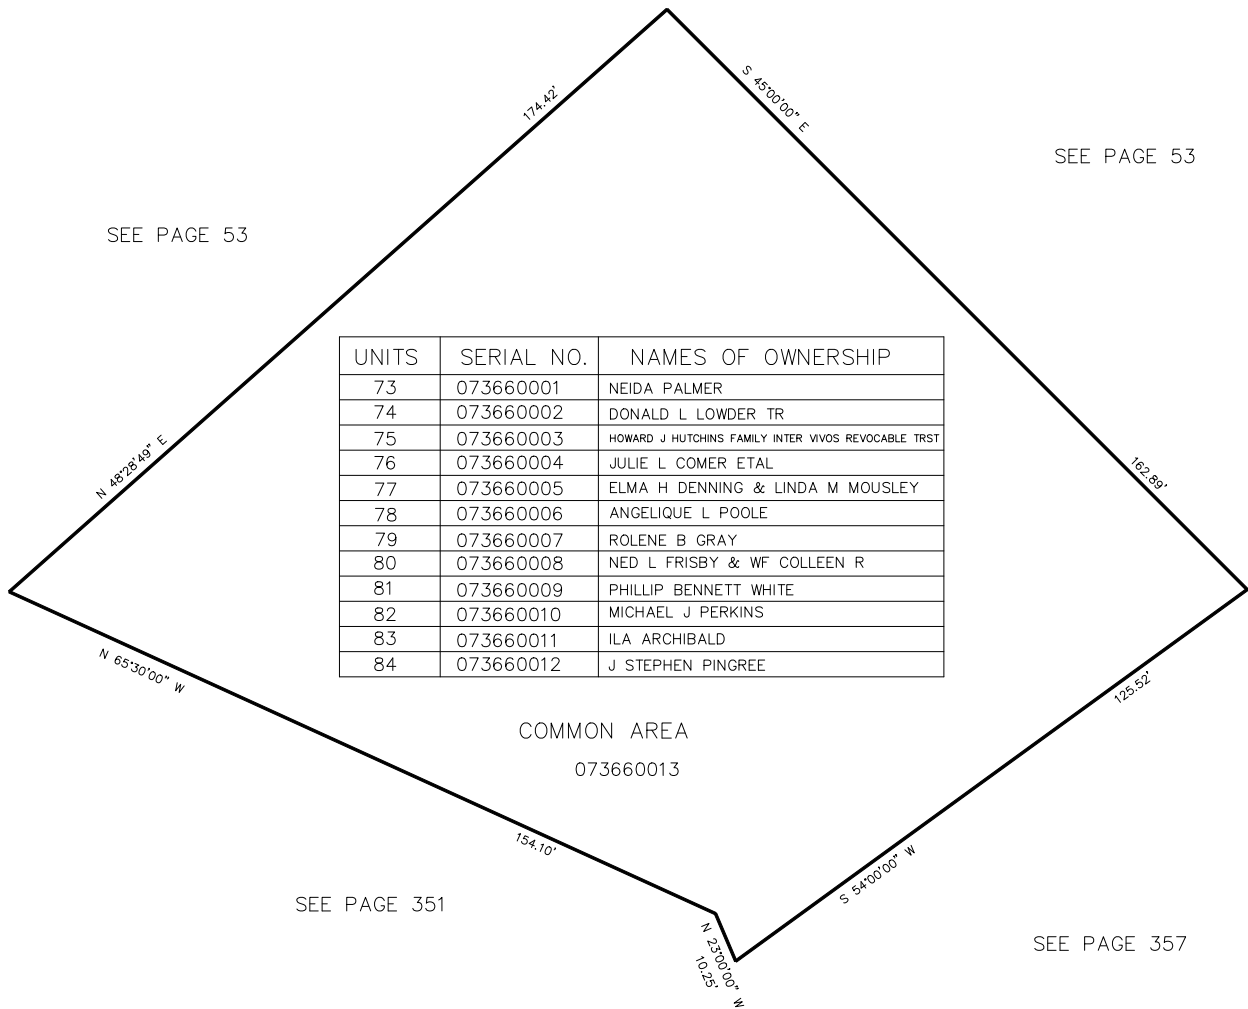 174.42'
S 45°00'00" E
SEE PAGE 53
SEE PAGE 53
UNITS SERIAL NO. NAMES OF OWNERSHIP
73 073660001 NEIDA PALMER
74 073660002 DONALD L LOWDER TR
75 073660003 HOWARD J HUTCHINS FAMILY INTER VIVOS REVOCABLE TRST
76 073660004 JULIE L COMER ETAL
77 073660005 ELMA H DENNING & LINDA M MOUSLEY
78 073660006 ANGELIQUE L POOLE
79 073660007 ROLENE B GRAY
80 073660008 NED L FRISBY & WF COLLEEN R
81 073660009 PHILLIP BENNETT WHITE
82 073660010 MICHAEL J PERKINS
83 073660011 ILA ARCHIBALD
84 073660012 J STEPHEN PINGREE
N 48°28'49" E
162.89'
N 65°30'00" W
125.52'
COMMON AREA
073660013
154.10'
S 54°00'00" W
SEE PAGE 351
SEE PAGE 357
N 23°00'00" W
10.25'